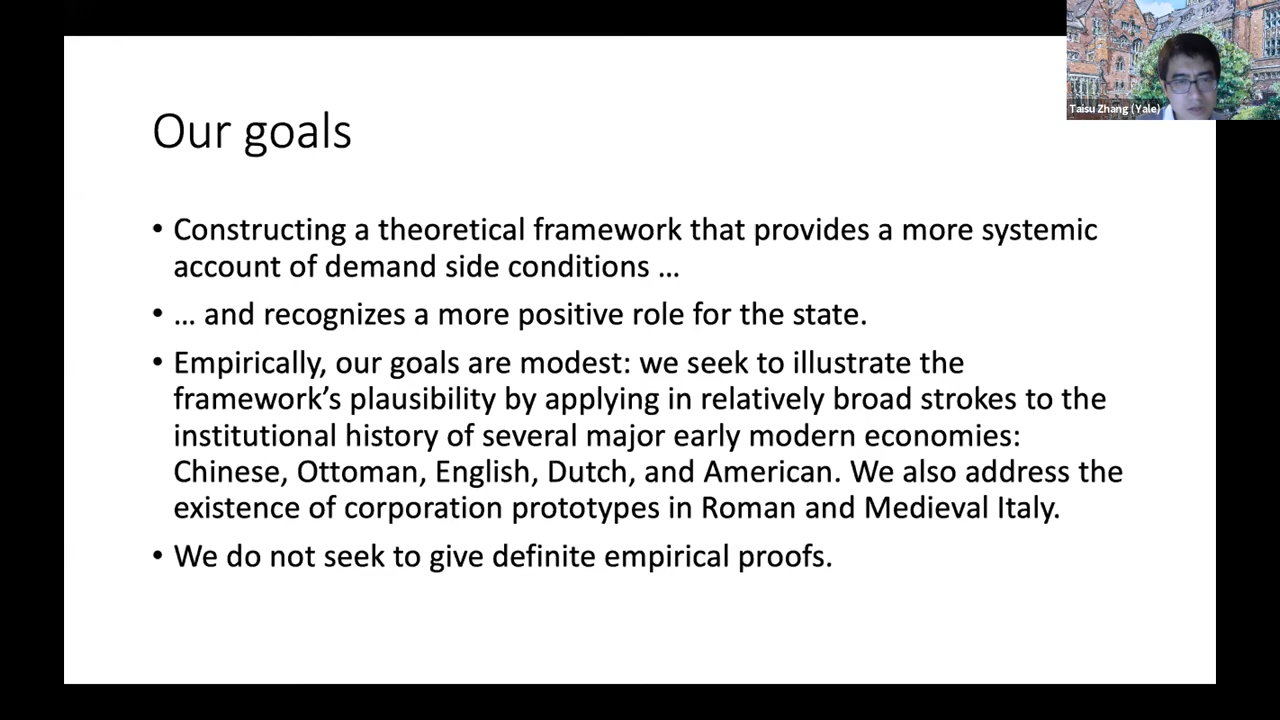 Taisu Zhang (Yale)
Our goals
• Constructing a theoretical framework that provides a more systemic
account of demand side conditions …
• … and recognizes a more positive role for the state.
• Empirically, our goals are modest: we seek to illustrate the
framework’s plausibility by applying in relatively broad strokes to the
institutional history of several major early modern economies:
Chinese, Ottoman, English, Dutch, and American. We also address the
existence of corporation prototypes in Roman and Medieval Italy.
• We do not seek to give definite empirical proofs.